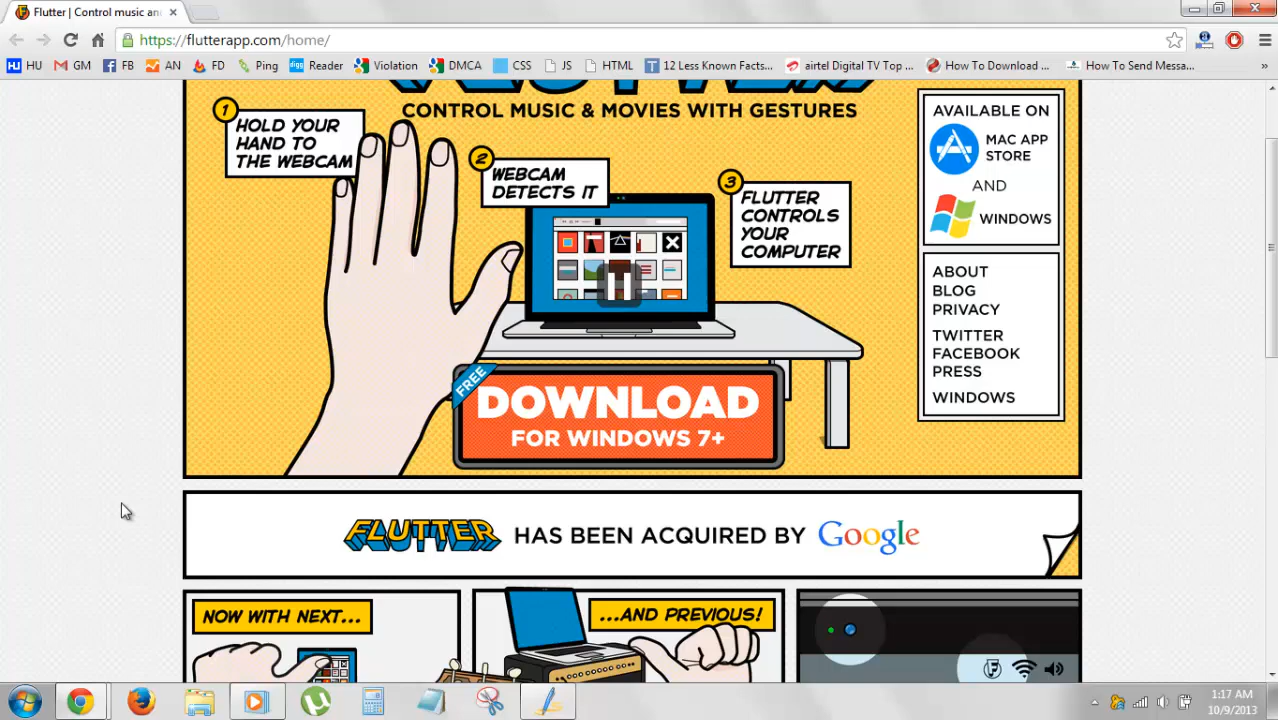 Flutter | Control music an
https://flutterapp.com/home/
HU GM FB AN FD Ping Reader Violation DMCA CSS JS HTML 12 Less Known Facts... airtel Digital TV Top ... How To Download ... How To Send Messa... »
CONTROL MUSIC & MOVIES WITH GESTURES
1
HOLD YOUR
HAND TO
THE WEBCAM
2
WEBCAM
DETECTS IT
3
FLUTTER
CONTROLS
YOUR
COMPUTER
FREE
DOWNLOAD
FOR WINDOWS 7+
AVAILABLE ON
MAC APP
STORE
AND
WINDOWS
ABOUT
BLOG
PRIVACY
TWITTER
FACEBOOK
PRESS
WINDOWS
FLUTTER HAS BEEN ACQUIRED BY Google
NOW WITH NEXT...
...AND PREVIOUS!
1:17 AM
10/9/2013